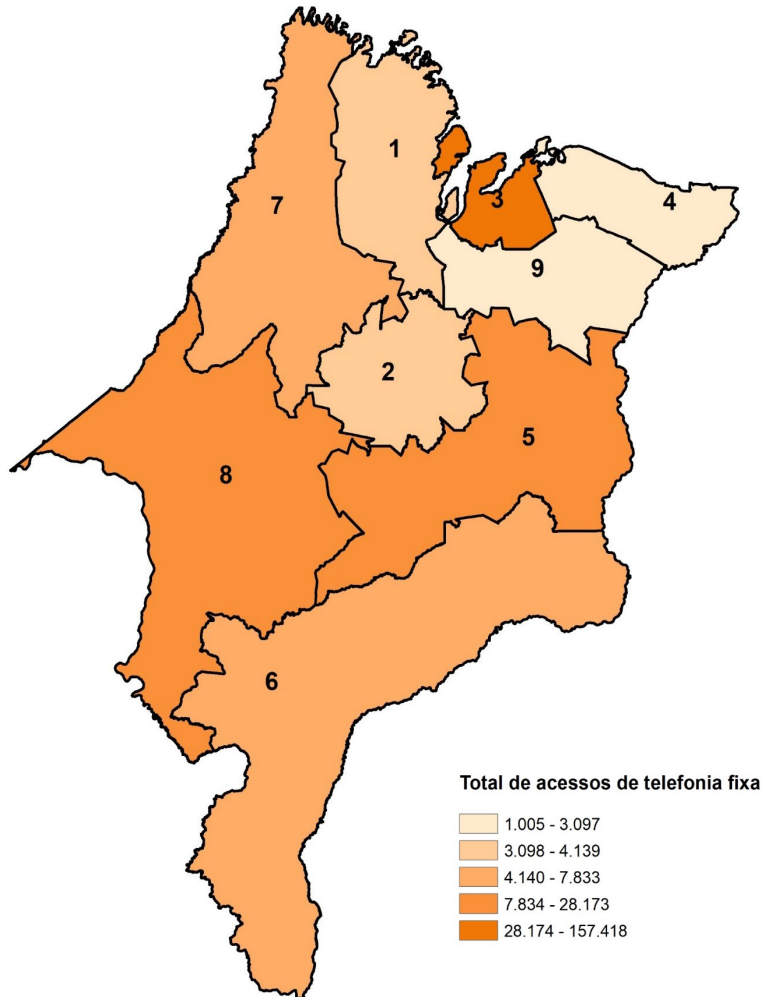 1
3
4
7
9
2
5
8
6
Total de acessos de telefonia fixa
1.005 - 3.097
3.098 - 4.139
4.140 - 7.833
7.834 - 28.173
28.174 - 157.418